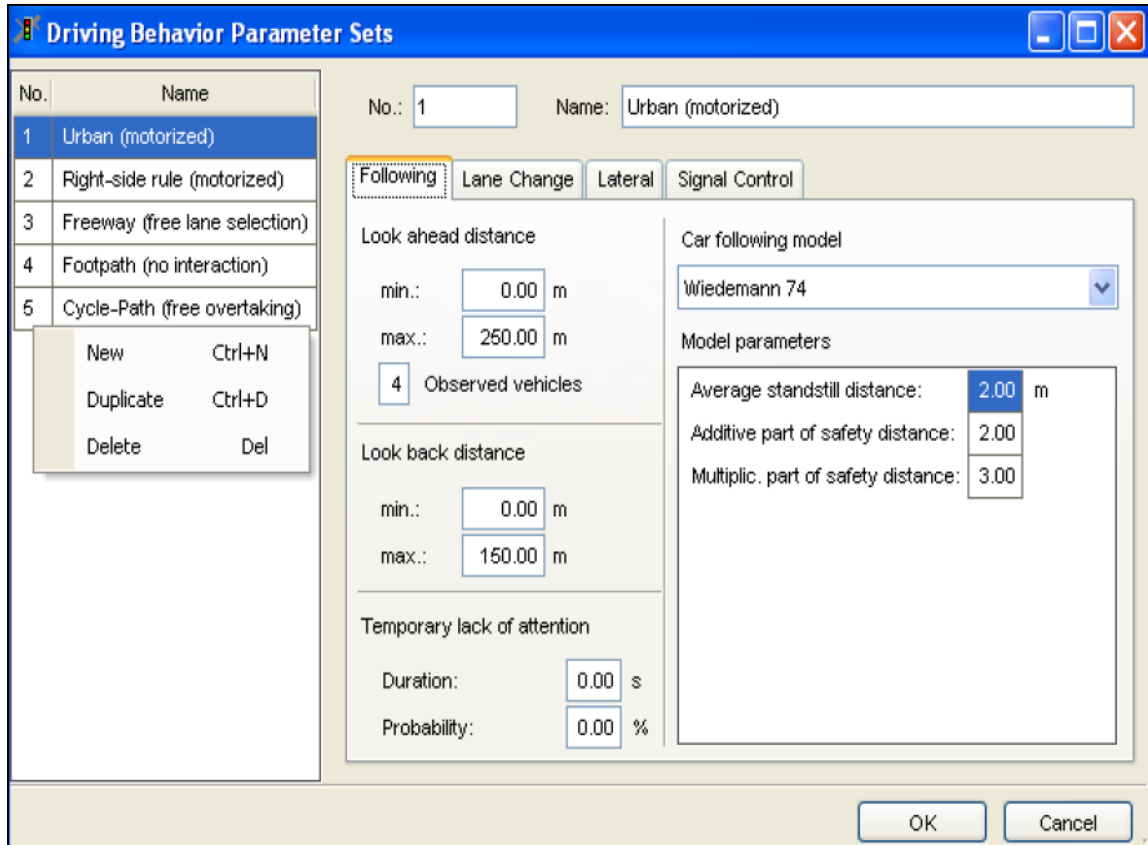 Driving Behavior Parameter Sets
No. Name
1 Urban (motorized)
2 Right-side rule (motorized)
3 Freeway (free lane selection)
4 Footpath (no interaction)
5 Cycle-Path (free overtaking)
New Ctrl+N
Duplicate Ctrl+D
Delete Del
No.: 1 Name: Urban (motorized)
Following Lane Change Lateral Signal Control
Look ahead distance
min.: 0.00 m
max.: 250.00 m
4 Observed vehicles
Look back distance
min.: 0.00 m
max.: 150.00 m
Temporary lack of attention
Duration: 0.00 s
Probability: 0.00 %
Car following model
Wiedemann 74
Model parameters
Average standstill distance: 2.00 m
Additive part of safety distance: 2.00
Multiplic. part of safety distance: 3.00
OK Cancel